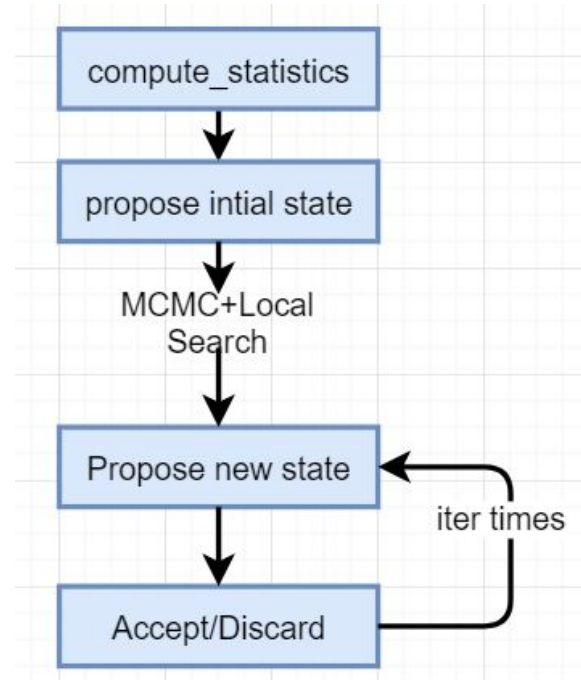 compute_statistics
propose intial state
MCMC+Local
Search
Propose new state
iter times
Accept/Discard